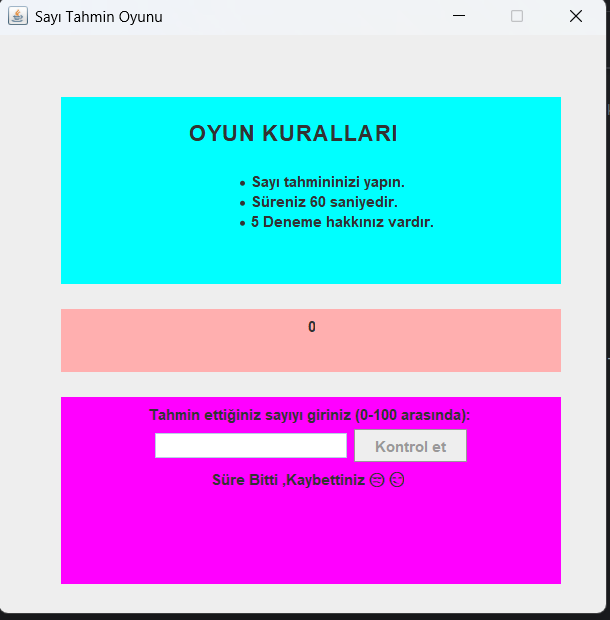 Sayı Tahmin Oyunu
OYUN KURALLARI
• Sayı tahmininizi yapın.
• Süreniz 60 saniyedir.
• 5 Deneme hakkınız vardır.
0
Tahmin ettiğiniz sayıyı giriniz (0-100 arasında):
Kontrol et
Süre Bitti ,Kaybettiniz 😔 😔